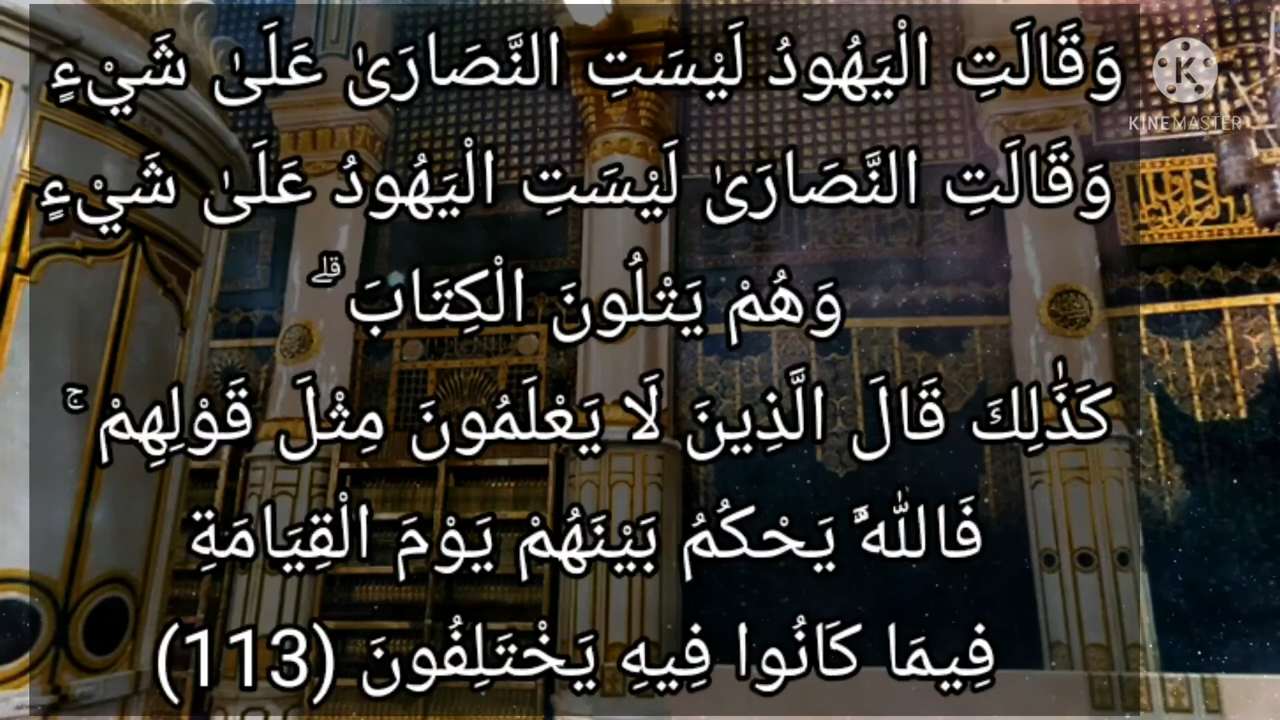 وَقَالَتِ الْيَهُودُ لَيْسَتِ النَّصَارَىٰ عَلَىٰ شَيْءٍ
وَقَالَتِ النَّصَارَىٰ لَيْسَتِ الْيَهُودُ عَلَىٰ شَيْءٍ
وَهُمْ يَتْلُونَ الْكِتَابَ ۗ
كَذَٰلِكَ قَالَ الَّذِينَ لَا يَعْلَمُونَ مِثْلَ قَوْلِهِمْ ۚ
فَاللَّهُ يَحْكُمُ بَيْنَهُمْ يَوْمَ الْقِيَامَةِ
فِيمَا كَانُوا فِيهِ يَخْتَلِفُونَ (113)
KINEMASTER